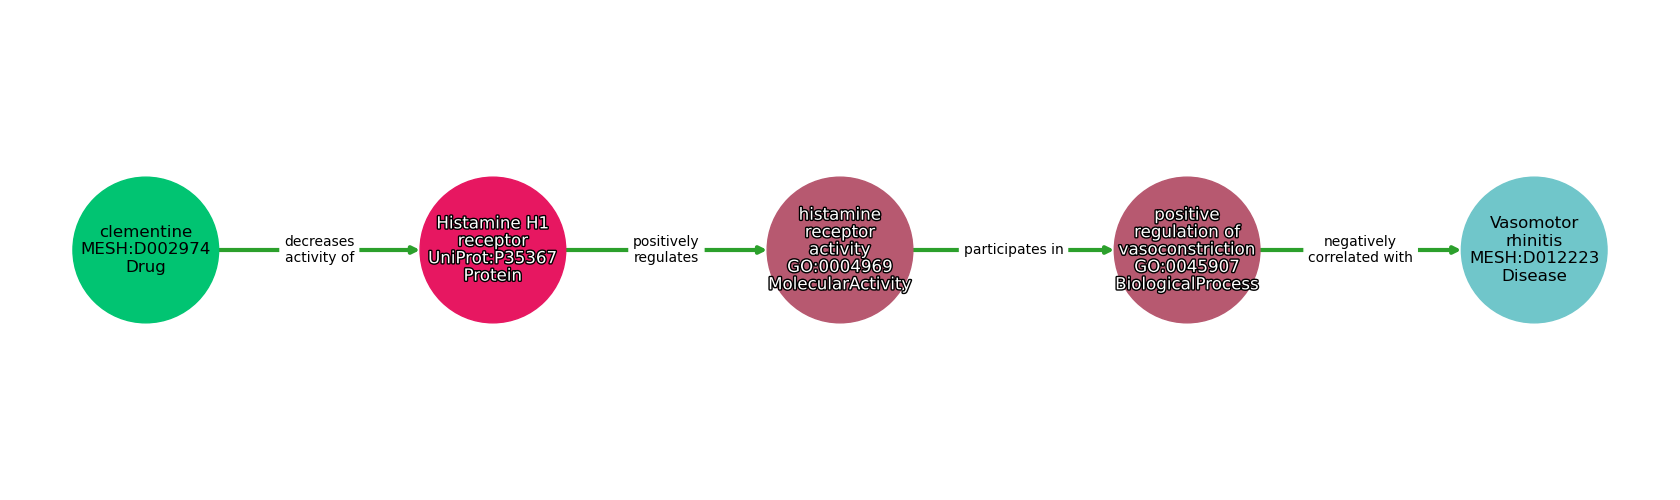 clementine
MESH:D002974
Drug
decreases
activity of
Histamine H1
receptor
UniProt:P35367
Protein
positively
regulates
histamine
receptor
activity
GO:0004969
MolecularActivity
participates in
positive
regulation of
vasoconstriction
GO:0045907
BiologicalProcess
negatively
correlated with
Vasomotor
rhinitis
MESH:D012223
Disease